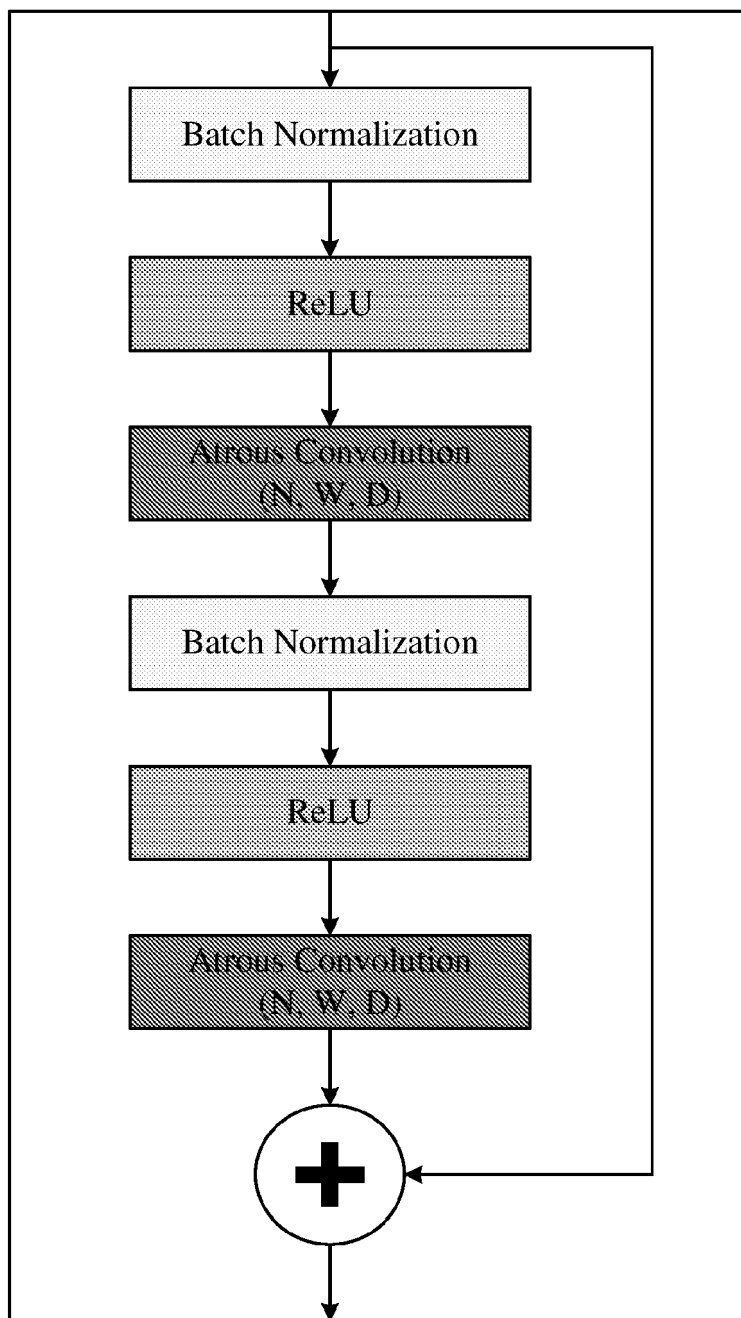 Batch Normalization
ReLU
Atrous Convolution
(N, W, D)
Batch Normalization
ReLU
Atrous Convolution
(N, W, D)